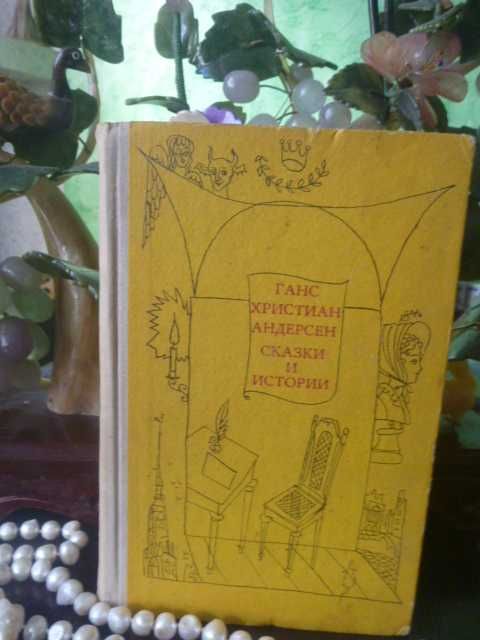 ГАНС
ХРИСТИАН
АНДЕРСЕН
СКАЗКИ
И
ИСТОРИИ